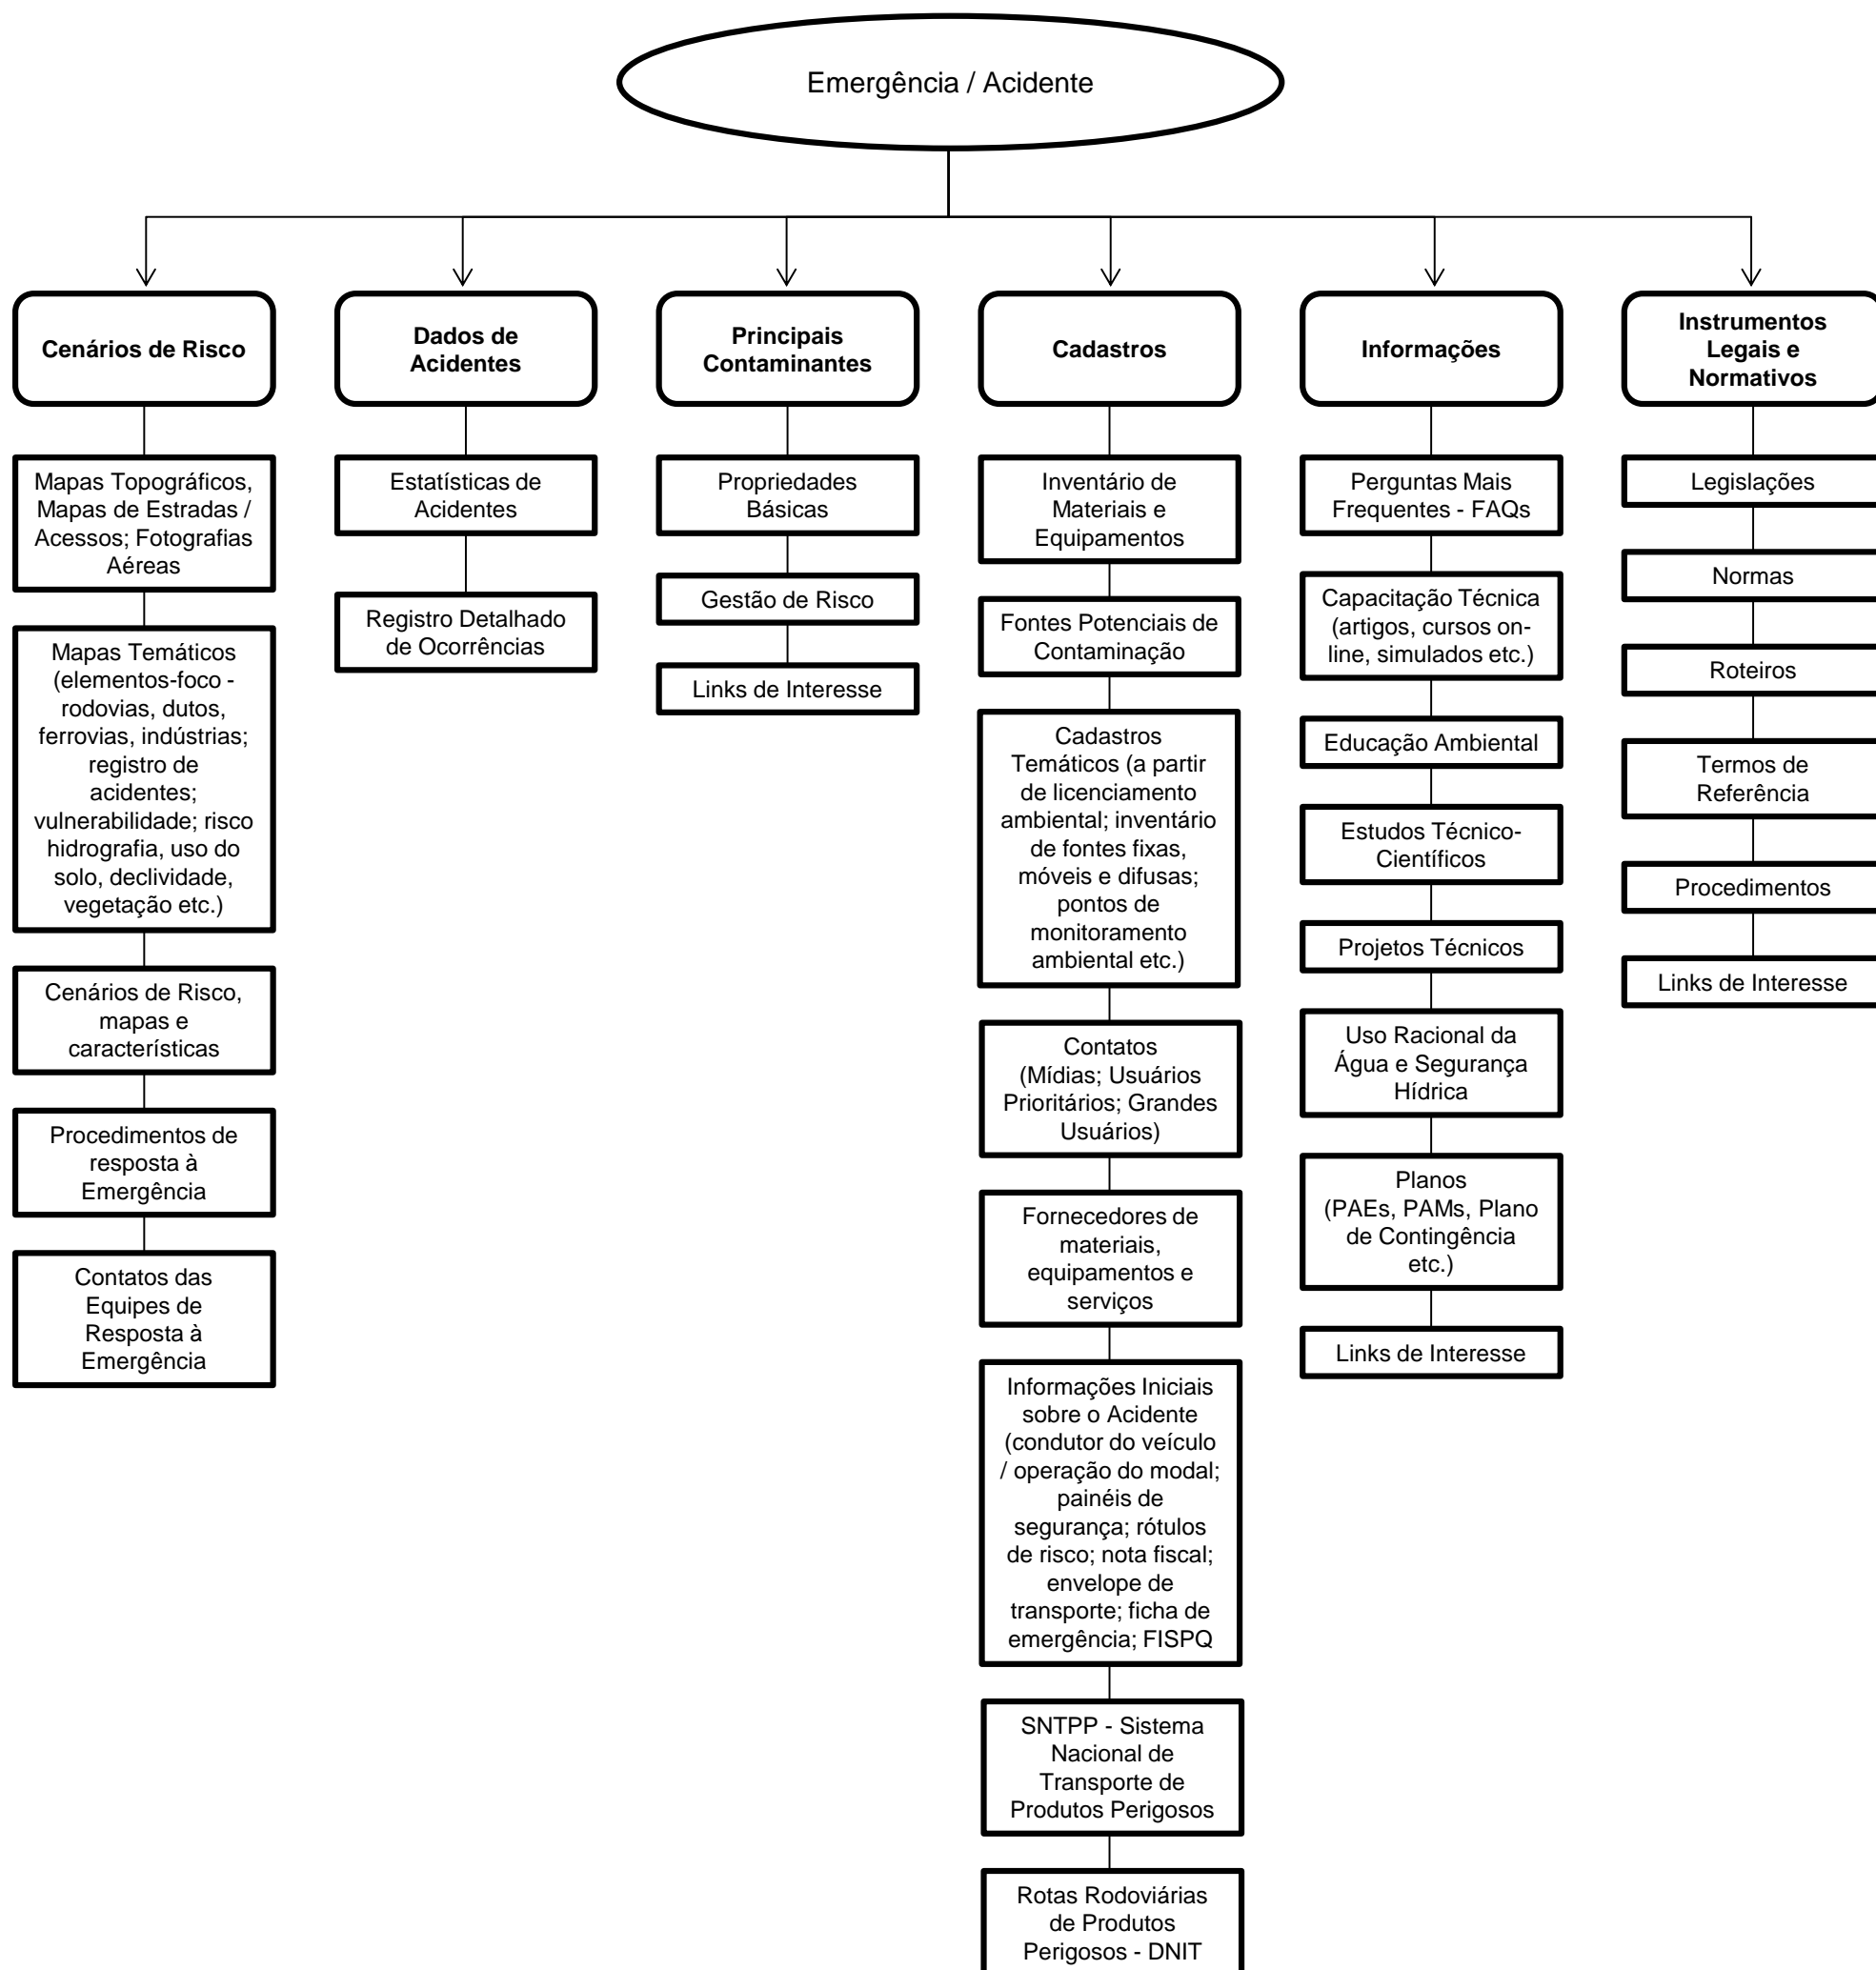 Emergência / Acidente
Cenários de Risco
Mapas Topográficos,
Mapas de Estradas /
Acessos; Fotografias
Aéreas
Mapas Temáticos
(elementos-foco -
rodovias, dutos,
ferrovias, indústrias;
registro de
acidentes;
vulnerabilidade; risco
hidrografia, uso do
solo, declividade,
vegetação etc.)
Cenários de Risco,
mapas e
características
Procedimentos de
resposta à
Emergência
Contatos das
Equipes de
Resposta à
Emergência
Dados de
Acidentes
Estatísticas de
Acidentes
Registro Detalhado
de Ocorrências
Principais
Contaminantes
Propriedades
Básicas
Gestão de Risco
Links de Interesse
Cadastros
Inventário de
Materiais e
Equipamentos
Fontes Potenciais de
Contaminação
Cadastros
Temáticos (a partir
de licenciamento
ambiental; inventário
de fontes fixas,
móveis e difusas;
pontos de
monitoramento
ambiental etc.)
Contatos
(Mídias; Usuários
Prioritários; Grandes
Usuários)
Fornecedores de
materiais,
equipamentos e
serviços
Informações Iniciais
sobre o Acidente
(condutor do veículo
/ operação do modal;
painéis de
segurança; rótulos
de risco; nota fiscal;
envelope de
transporte; ficha de
emergência; FISPQ
SNTPP - Sistema
Nacional de
Transporte de
Produtos Perigosos
Rotas Rodoviárias
de Produtos
Perigosos - DNIT
Informações
Perguntas Mais
Frequentes - FAQs
Capacitação Técnica
(artigos, cursos on-
line, simulados etc.)
Educação Ambiental
Estudos Técnico-
Científicos
Projetos Técnicos
Uso Racional da
Água e Segurança
Hídrica
Planos
(PAEs, PAMs, Plano
de Contingência
etc.)
Links de Interesse
Instrumentos
Legais e
Normativos
Legislações
Normas
Roteiros
Termos de
Referência
Procedimentos
Links de Interesse